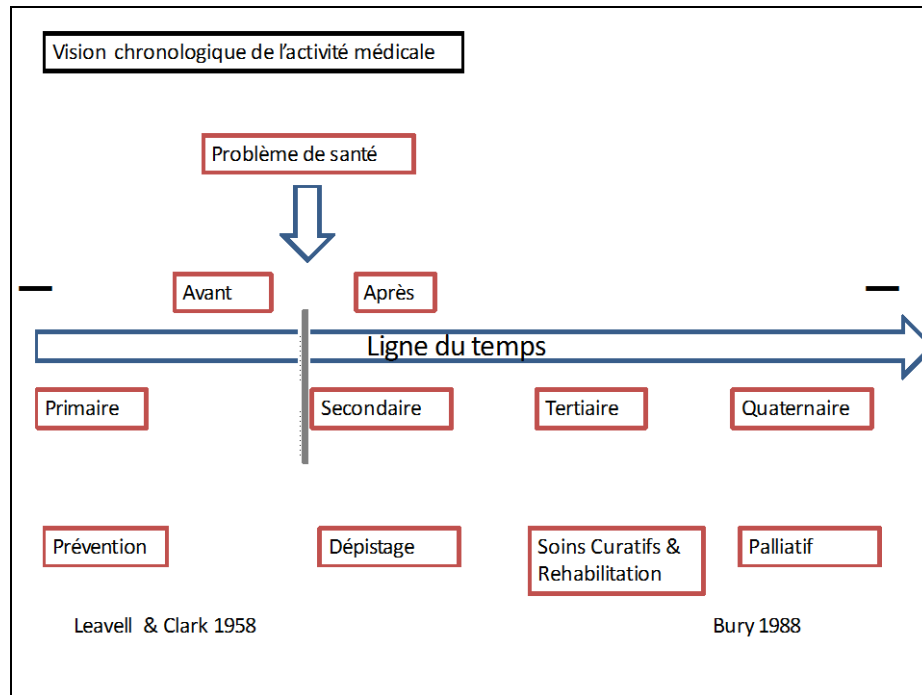 Vision chronologique de l'activité médicale
Problème de santé
Avant
Après
Ligne du temps
Primaire
Secondaire
Tertiaire
Quaternaire
Prévention
Dépistage
Soins Curatifs &
Rehabilitation
Palliatif
Leavell & Clark 1958
Bury 1988